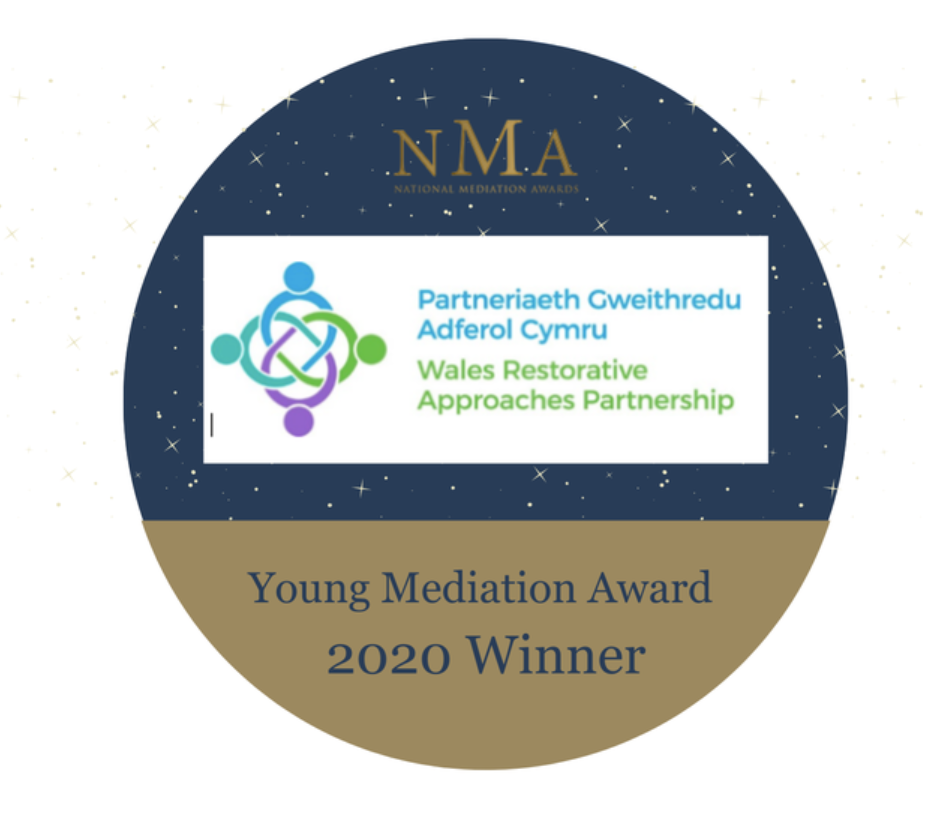 NMA
NATIONAL MEDIATION AWARDS
Partneriaeth Gweithredu
Adferol Cymru
Wales Restorative
Approaches Partnership
Young Mediation Award
2020 Winner